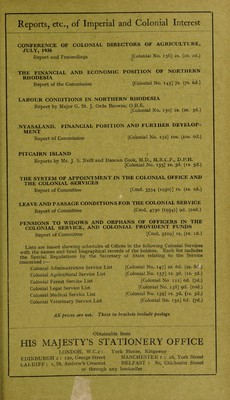 Reports, etc., of Imperial and Colonial Interest
CONFERENCE OF COLONIAL DIRECTORS OF AGRICULTURE,
JULY, 1938
Report and Proceedings [Colonial No. 156] 2s. (2s. 2d.)
THE FINANCIAL AND ECONOMIC POSITION OF NORTHERN
RHODESIA
Report of the Commission [Colonial No. 145] 7s. (7s. 6d.)
LABOUR CONDITIONS IN NORTHERN RHODESIA
Report by Major G. St. J. Orde Browne, O.B.E.
[Colonial No. 150] 2s. (2s. 3d.)
NYASALAND. FINANCIAL POSITION AND FURTHER DEVELOP-
MENT
Report of Commission [Colonial No. 152] 10s. (10s. 6d.)
PITCAIRN ISLAND
Reports by Mr. J. S. Neill and Duncan Cook, M.D., M.R.C.P., D.P.H.
[Colonial No. 155] 1s. 3d. (1s. 5d.)
THE SYSTEM OF APPOINTMENT IN THE COLONIAL OFFICE AND
THE COLONIAL SERVICES
Report of Committee [Cmd. 3554 (1930)] 1s. (1s. 2d.)
LEAVE AND PASSAGE CONDITIONS FOR THE COLONIAL SERVICE
Report of Committee [Cmd. 4730 (1934)] 9d. (10d.)
PENSIONS TO WIDOWS AND ORPHANS OF OFFICERS IN THE
COLONIAL SERVICE, AND COLONIAL PROVIDENT FUNDS
Report of Committee [Cmd. 5219] 1s. (1s. 1d.)
Lists are issued showing schedules of Offices in the following Colonial Services
with the names and brief biographical records of the holders. Each list includes
the Special Regulations by the Secretary of State relating to the Service
concerned :—
Colonial Administrative Service List [Colonial No. 147]
Colonial Agricultural Service List [Colonial No. 157] 1s. 3d. (1s. 5d.)
Colonial Forest Service List [Colonial No. 122] 6d. (7d.)
Colonial Legal Service List [Colonial No. 138] 9d. (10d.)
Colonial Medical Service List [Colonial No. 159] 1s. 3d. (1s. 5d.)
Colonial Veterinary Service List [Colonial No. 132] 6d. (7d.)
All prices are net. Those in brackets include postage
Obtainable from
HIS MAJESTY'S STATIONERY OFFICE
LONDON, W.C.2 : York House, Kingsway
EDINBURGH 2 : 120, George Street MANCHESTER 1 : 26, York Street
CARDIFF : 1, St. Andrew's Crescent BELFAST : 80, Chichester Street
or through any bookseller